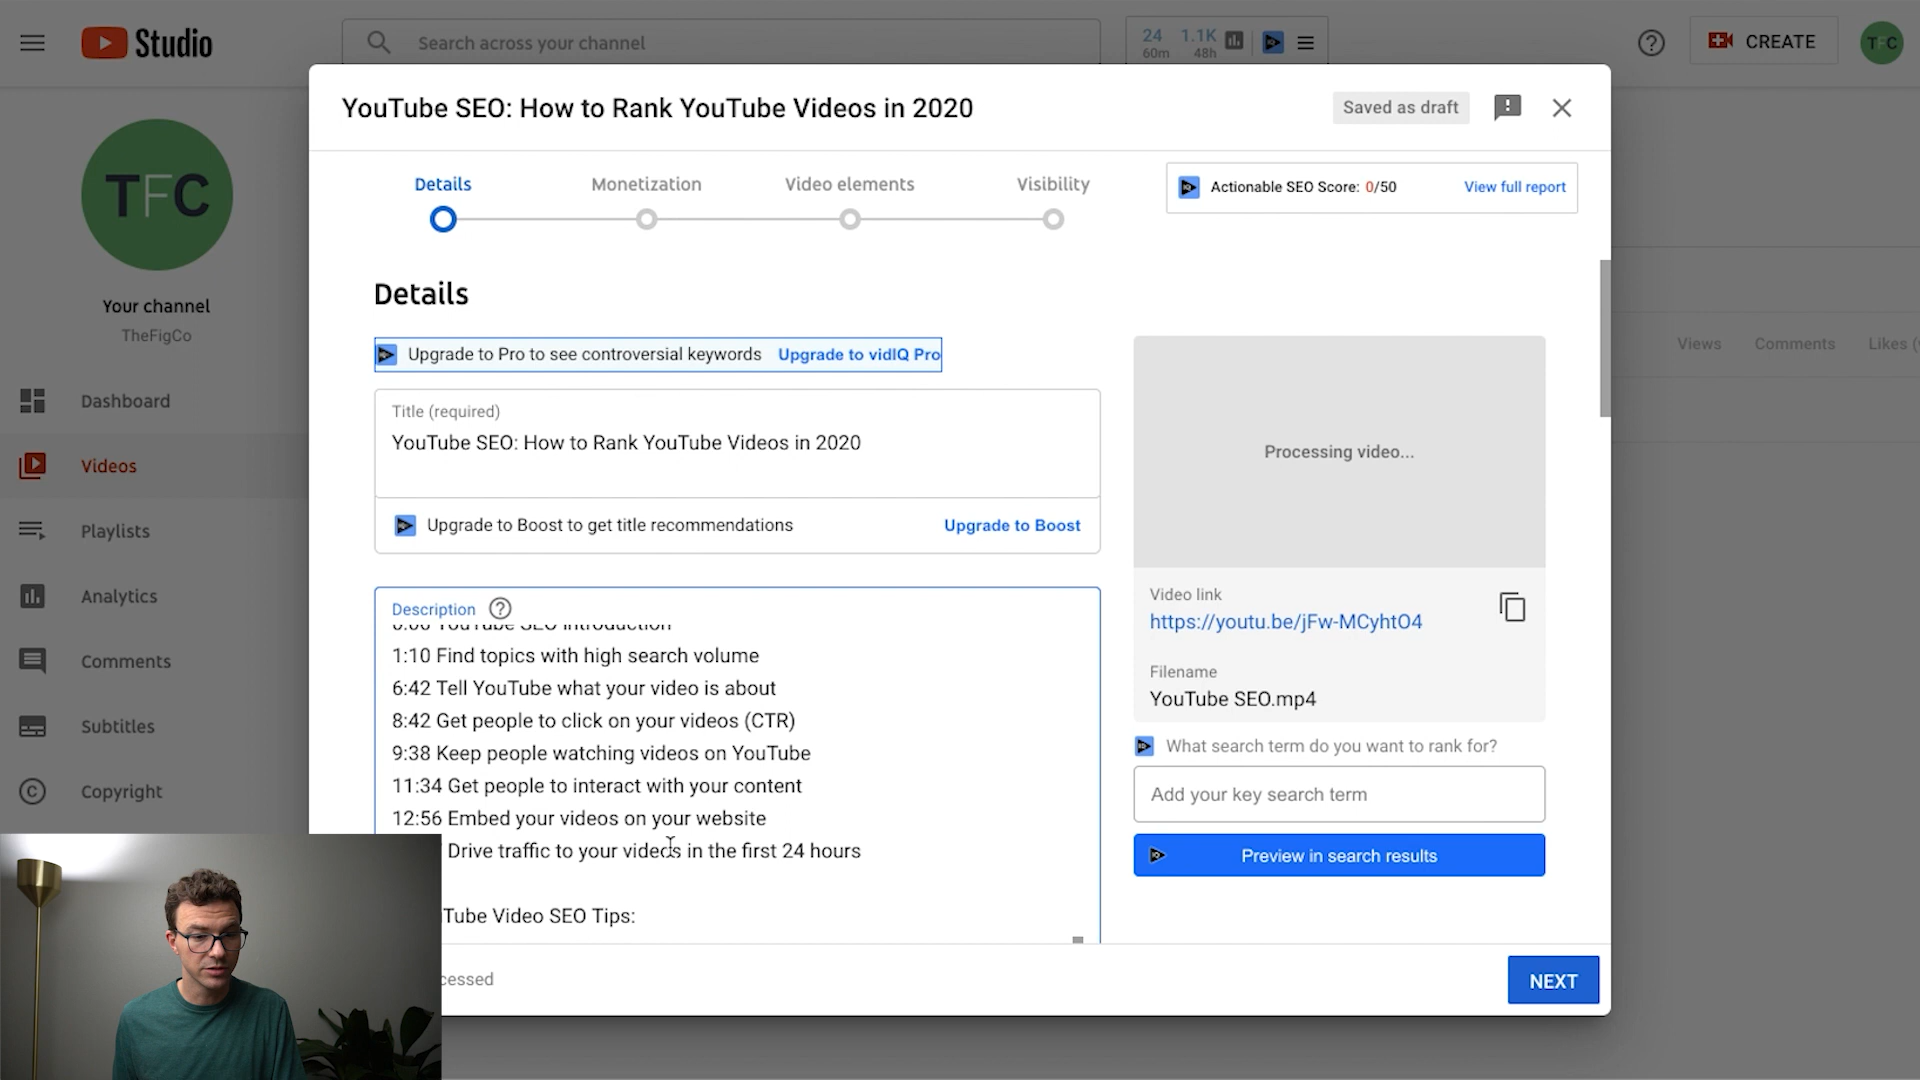 Studio
Search across your channel
24
60m
1.1K
48h
CREATE
TFC
YouTube SEO: How to Rank YouTube Videos in 2020
Saved as draft
Details
Monetization
Video elements
Visibility
Actionable SEO Score: 0/50
View full report
TFC
Your channel
TheFigCo
Dashboard
Videos
Playlists
Analytics
Comments
Subtitles
Copyright
Details
Upgrade to Pro to see controversial keywords
Upgrade to vidIQ Pro
Title (required)
YouTube SEO: How to Rank YouTube Videos in 2020
Upgrade to Boost to get title recommendations
Upgrade to Boost
Description
YouTube SEO Introduction
1:10 Find topics with high search volume
6:42 Tell YouTube what your video is about
8:42 Get people to click on your videos (CTR)
9:38 Keep people watching videos on YouTube
11:34 Get people to interact with your content
12:56 Embed your videos on your website
Drive traffic to your videos in the first 24 hours
Tube Video SEO Tips:
Processing video...
Video link
https://youtu.be/jFw-MCyhtO4
Filename
YouTube SEO.mp4
What search term do you want to rank for?
Add your key search term
Preview in search results
cessed
NEXT
Views
Comments
Likes (